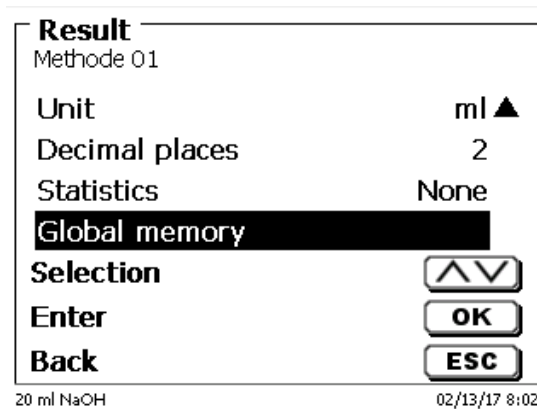 Result
Methode 01
Unit ml ▲
Decimal places 2
Statistics None
Global memory
Selection
Enter OK
Back ESC
20 ml NaOH 02/13/17 8:02